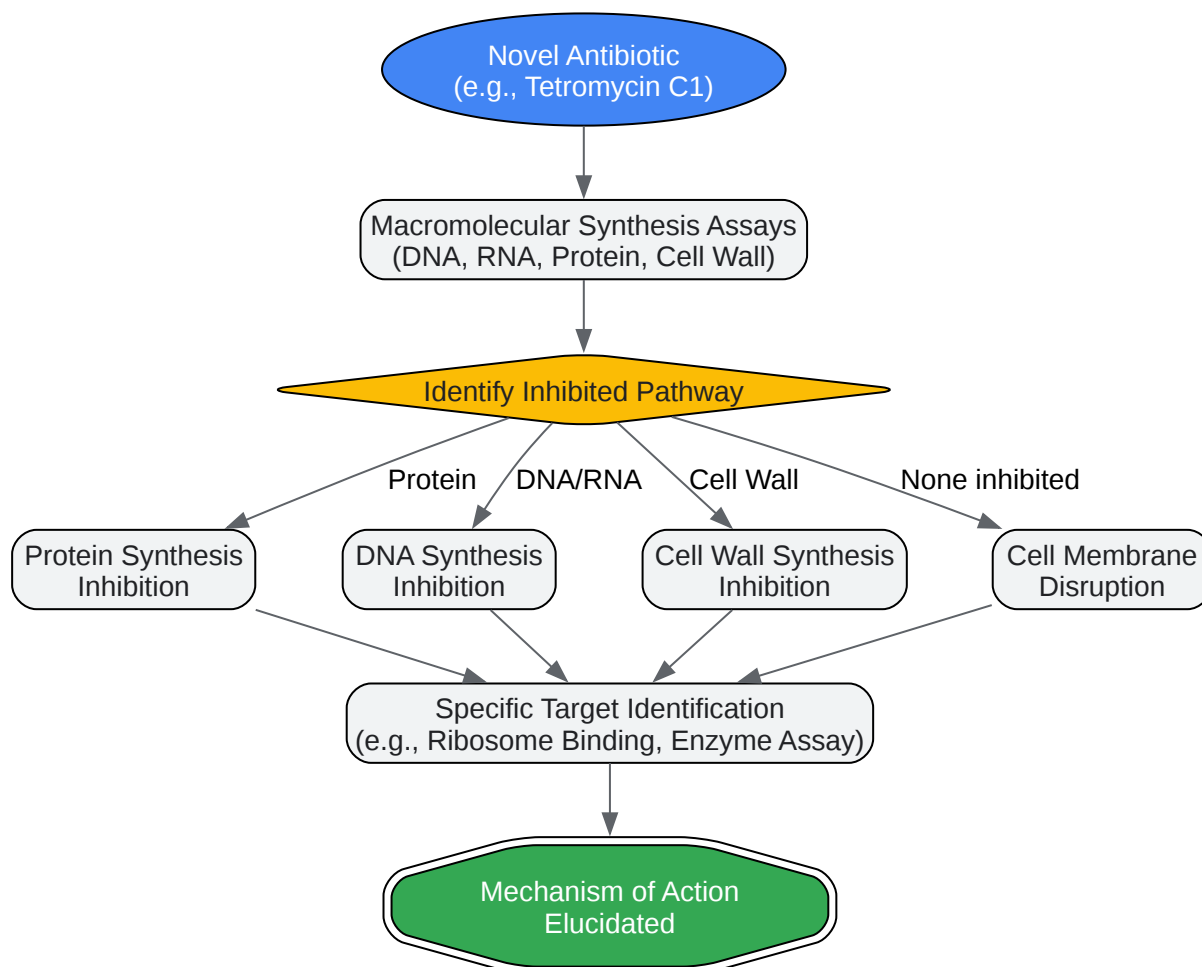 Novel Antibiotic
(e.g., Tetromycin C1)
Macromolecular Synthesis Assays
(DNA, RNA, Protein, Cell Wall)
Identify Inhibited Pathway
Protein
DNA/RNA
Cell Wall
None inhibited
Protein Synthesis
Inhibition
DNA Synthesis
Inhibition
Cell Wall Synthesis
Inhibition
Cell Membrane
Disruption
Specific Target Identification
(e.g., Ribosome Binding, Enzyme Assay)
Mechanism of Action
Elucidated